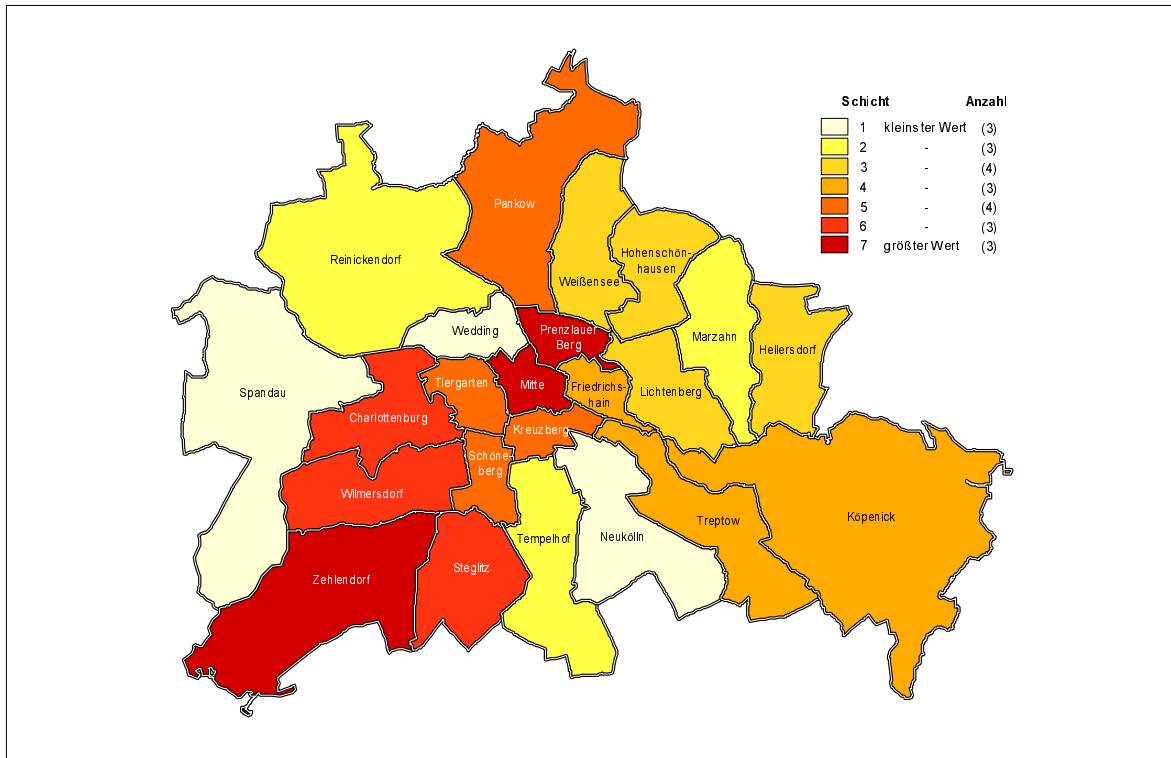 Schicht Anzahl
1 kleinster Wert (3)
2 - (3)
3 - (4)
4 - (3)
5 - (4)
6 - (3)
7 größter Wert (3)
Pankow
Reinickendorf
Hohenschön-
hausen
Weißensee
Wedding
Prenzlauer
Berg
Marzahn
Hellersdorf
Spandau
Tiergarten
Mitte
Friedrichs-
hain
Lichtenberg
Charlottenburg
Kreuzberg
Schöne-
berg
Wilmersdorf
Tempelhof
Neukölln
Treptow
Köpenick
Zehlendorf
Steglitz